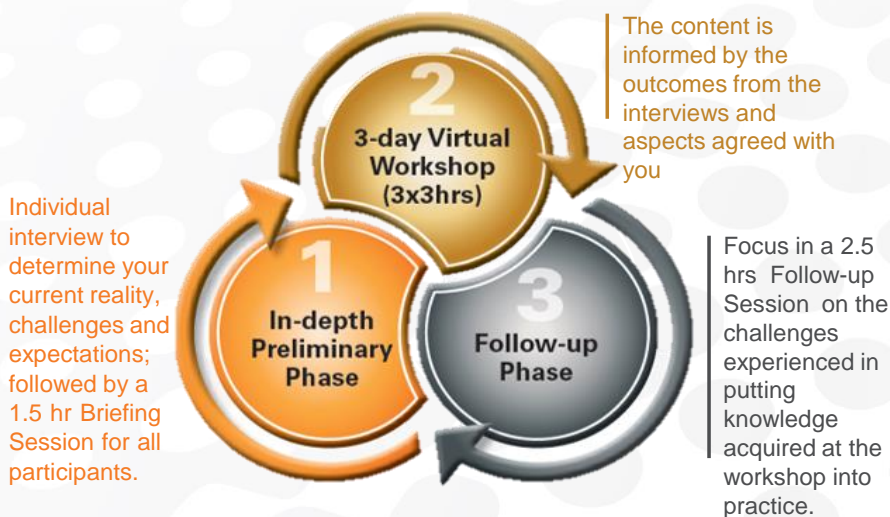 1
In-depth
Preliminary
Phase
Individual
interview to
determine your
current reality,
challenges and
expectations;
followed by a
1.5 hr Briefing
Session for all
participants.
2
3-day Virtual
Workshop
(3x3hrs)
The content is
informed by the
outcomes from the
interviews and
aspects agreed with
you
3
Follow-up
Phase
Focus in a 2.5
hrs Follow-up
Session on the
challenges
experienced in
putting
knowledge
acquired at the
workshop into
practice.